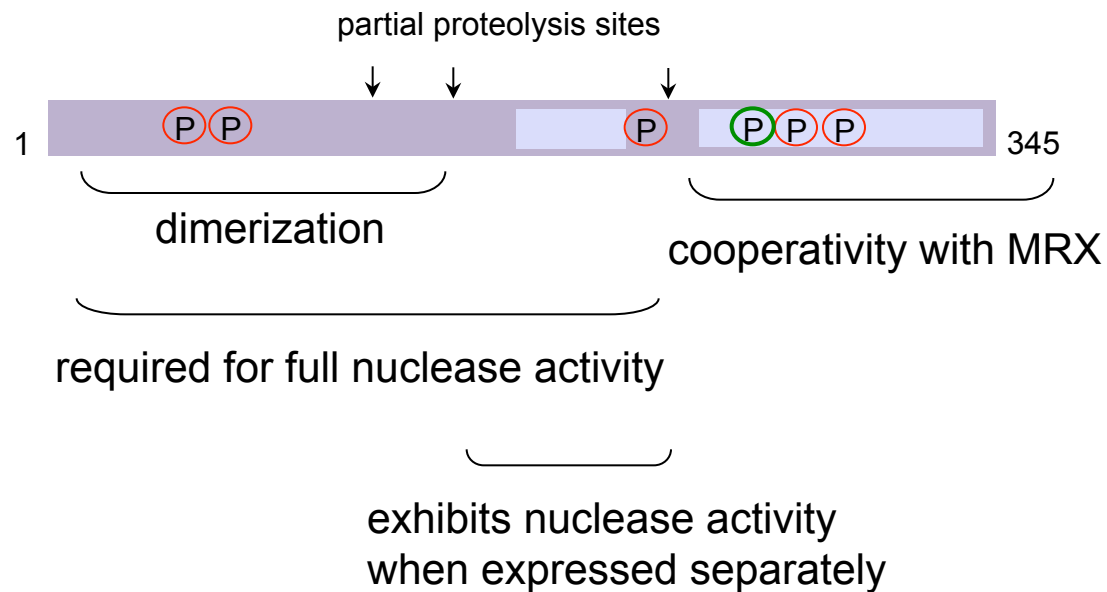 partial proteolysis sites
P P P P P P
1 345
dimerization
cooperativity with MRX
required for full nuclease activity
exhibits nuclease activity
when expressed separately